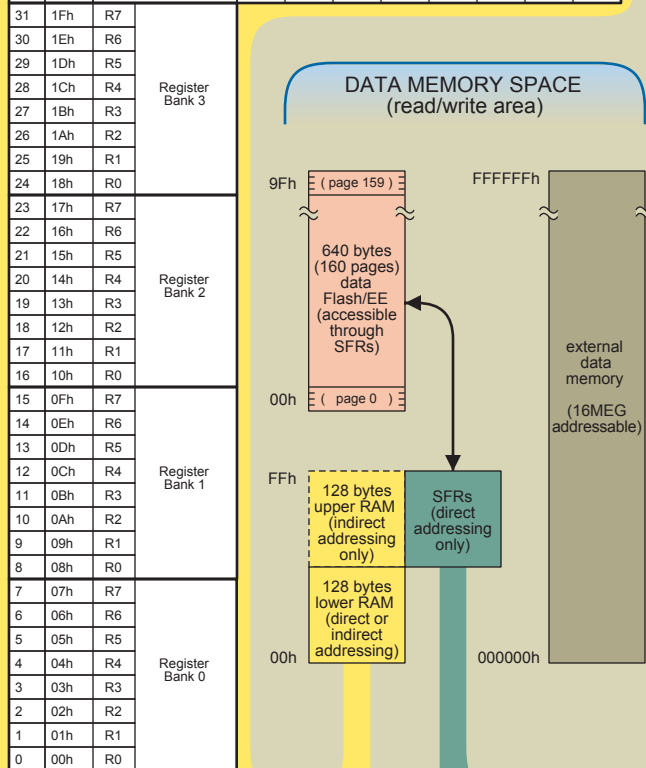 31 1Fh R7
30 1Eh R6
29 1Dh R5
28 1Ch R4
27 1Bh R3
26 1Ah R2
25 19h R1
24 18h R0
Register
Bank 3
23 17h R7
22 16h R6
21 15h R5
20 14h R4
19 13h R3
18 12h R2
17 11h R1
16 10h R0
Register
Bank 2
15 0Fh R7
14 0Eh R6
13 0Dh R5
12 0Ch R4
11 0Bh R3
10 0Ah R2
9 09h R1
8 08h R0
Register
Bank 1
7 07h R7
6 06h R6
5 05h R5
4 04h R4
3 03h R3
2 02h R2
1 01h R1
0 00h R0
Register
Bank 0
DATA MEMORY SPACE
(read/write area)
9Fh
( page 159 )
640 bytes
(160 pages)
data
Flash/EE
(accessible
through
SFRs)
00h
( page 0 )
FFh
128 bytes
upper RAM
(indirect
addressing
only)
SFRs
(direct
addressing
only)
128 bytes
lower RAM
(direct or
indirect
addressing)
00h
FFFFFFh
external
data
memory
(16MEG
addressable)
000000h